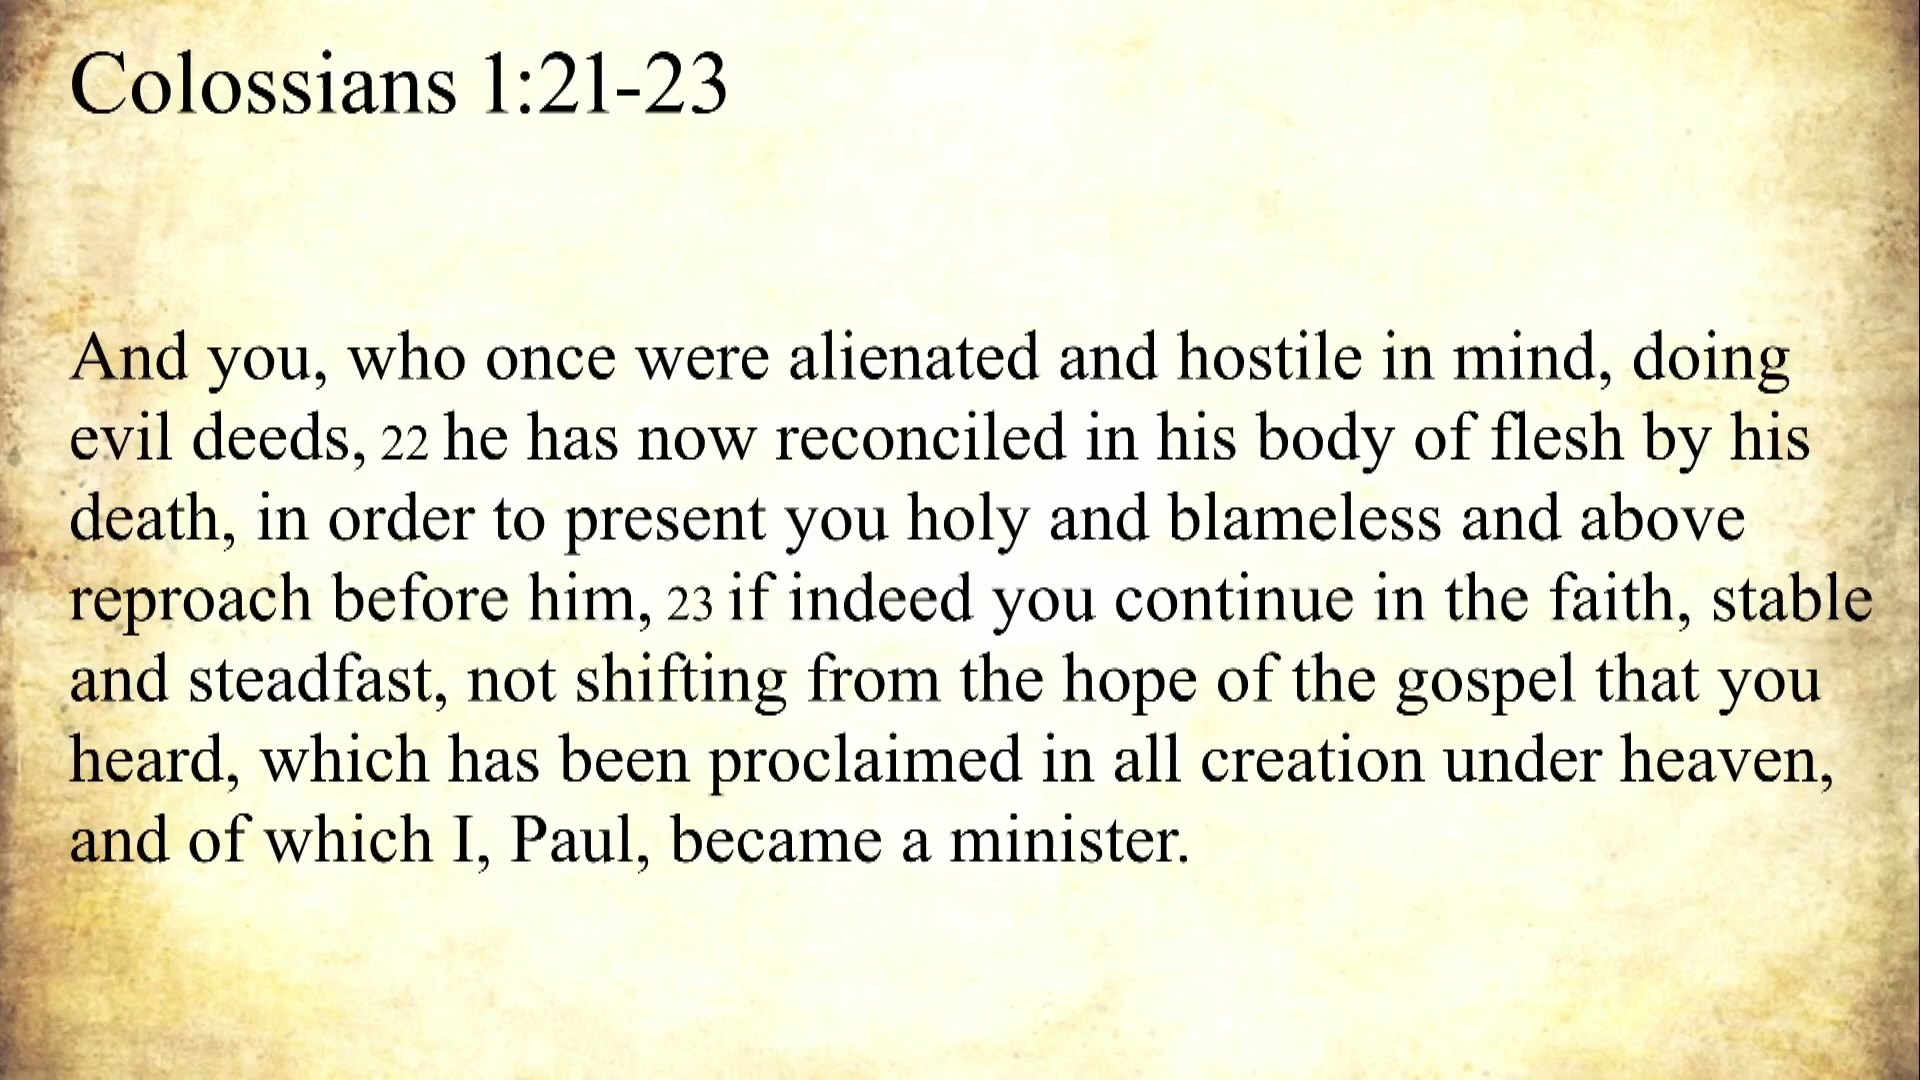 Colossians 1:21-23
And you, who once were alienated and hostile in mind, doing
evil deeds, 22 he has now reconciled in his body of flesh by his
death, in order to present you holy and blameless and above
reproach before him, 23 if indeed you continue in the faith, stable
and steadfast, not shifting from the hope of the gospel that you
heard, which has been proclaimed in all creation under heaven,
and of which I, Paul, became a minister.